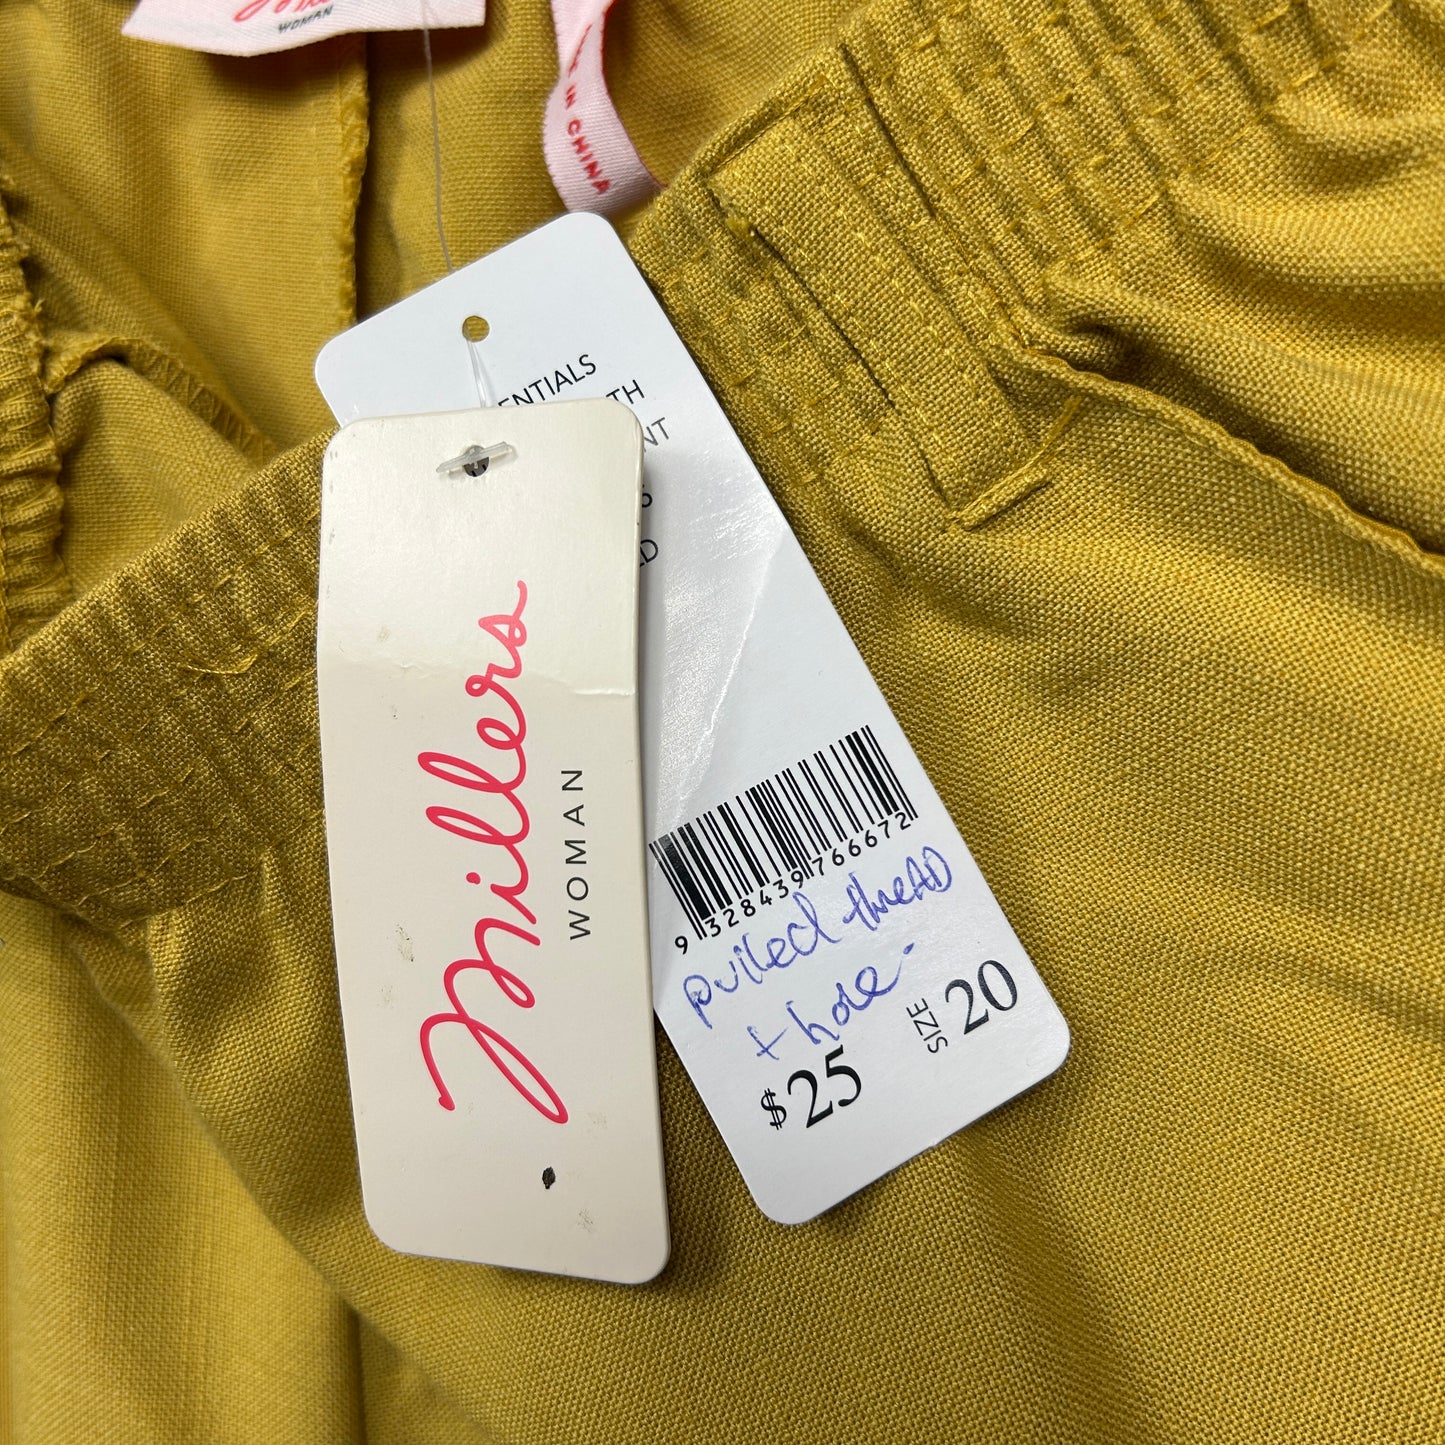 WOMAN
IN CHINA
ENTIALS
TH
NT
Millers
WOMAN
9 328439 766672
pulled threAD
+ hole.
SIZE 20
$25